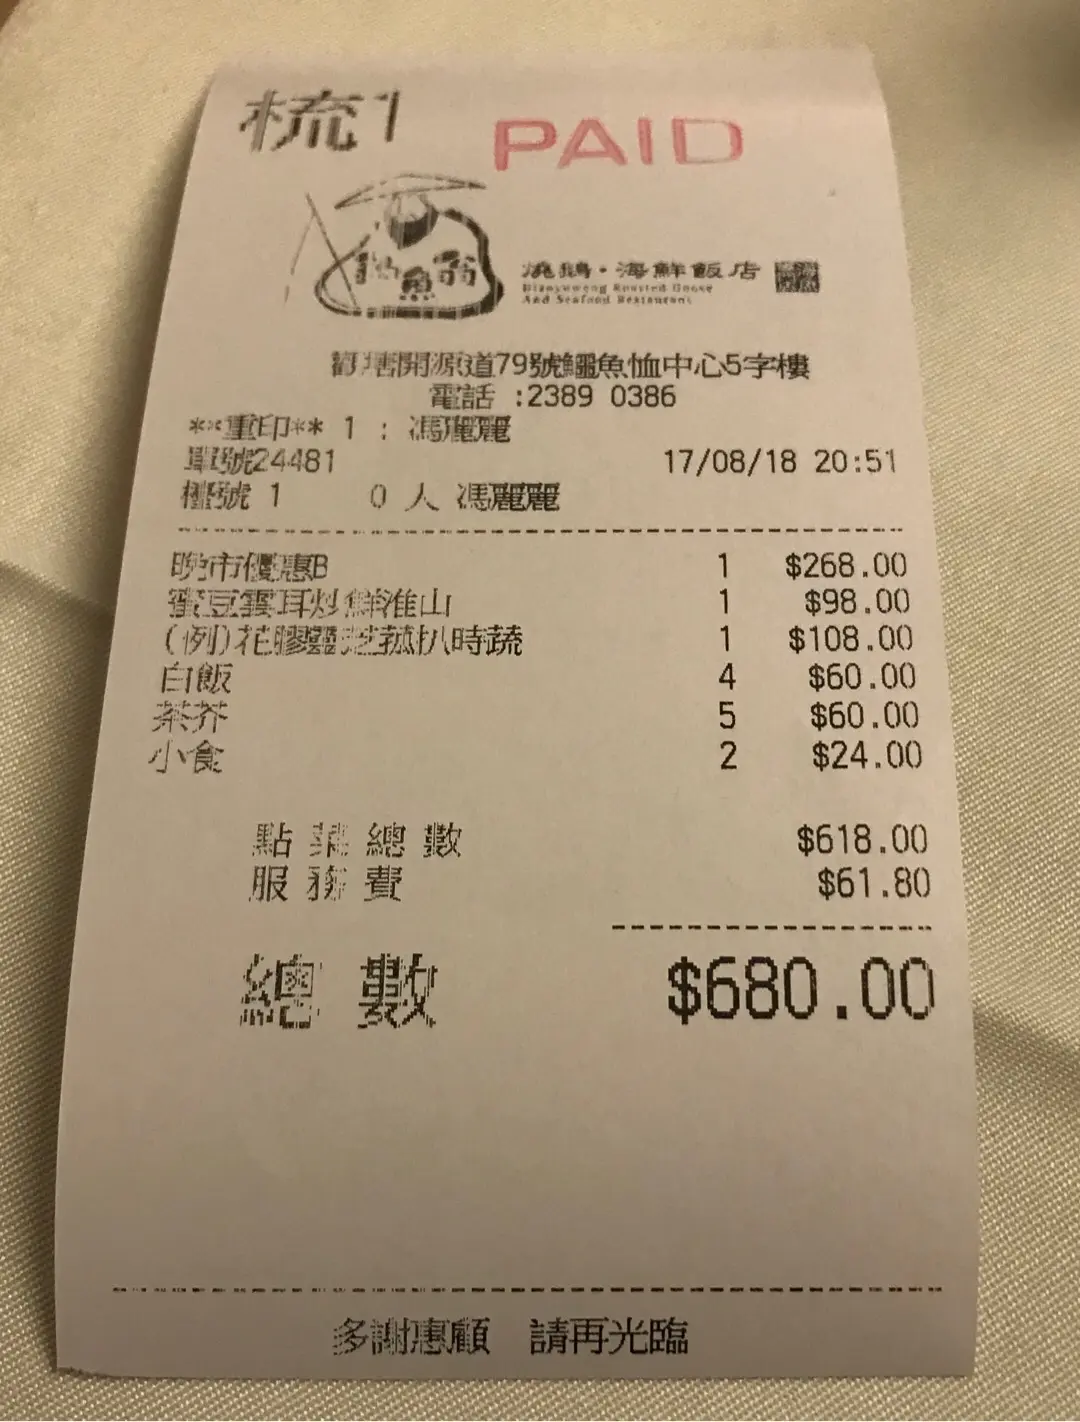 梳1
PAID
釣魚翁
燒鵝·海鮮飯店
Diaoyuweng Roasted Goose
And Seafood Restaurant
觀塘開源道79號鱷魚恤中心5字樓
電話 :2389 0386
**重印** 1 : 馮麗麗
單號24481 17/08/18 20:51
檯號 1 0 人 馮麗麗
晚市優惠B 1 $268.00
蜜豆雲耳炒鮮淮山 1 $98.00
(例)花膠靈芝菰扒時蔬 1 $108.00
白飯 4 $60.00
茶芥 5 $60.00
小食 2 $24.00
點菜總數 $618.00
服務費 $61.80
總數 $680.00
多謝惠顧 請再光臨